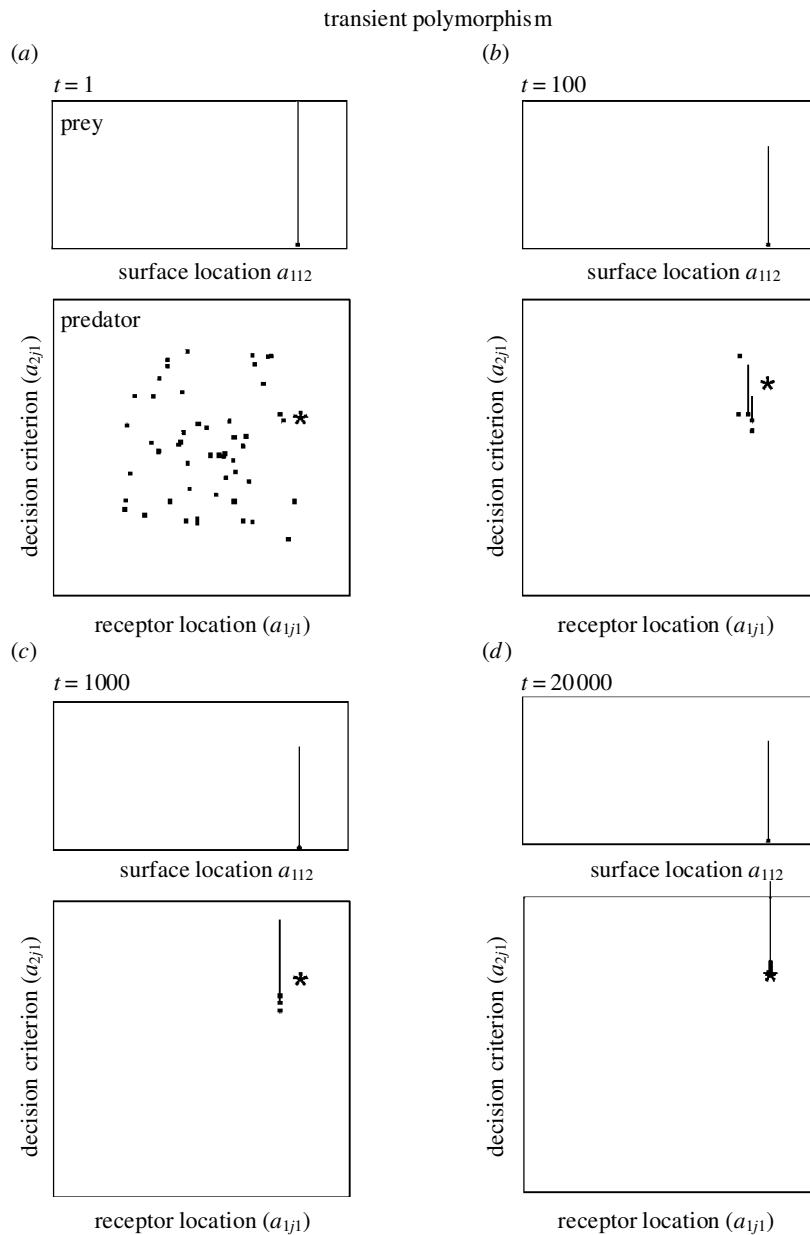 transient polymorphism
(a)
t = 1
prey
surface location a112
predator
decision criterion (a2j1)
receptor location (a1j1)
(b)
t = 100
surface location a112
decision criterion (a2j1)
receptor location (a1j1)
(c)
t = 1000
surface location a112
decision criterion (a2j1)
receptor location (a1j1)
(d)
t = 20000
surface location a112
decision criterion (a2j1)
receptor location (a1j1)